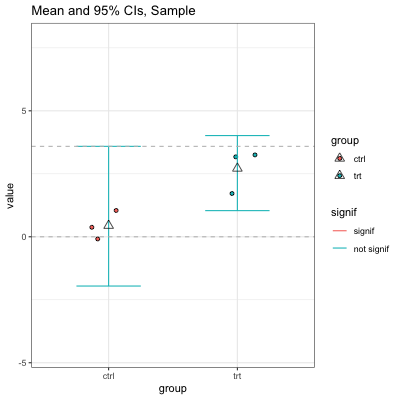 Mean and 95% CIs, Sample
value
5
0
-5
ctrl
trt
group
group
ctrl
trt
signif
signif
not signif